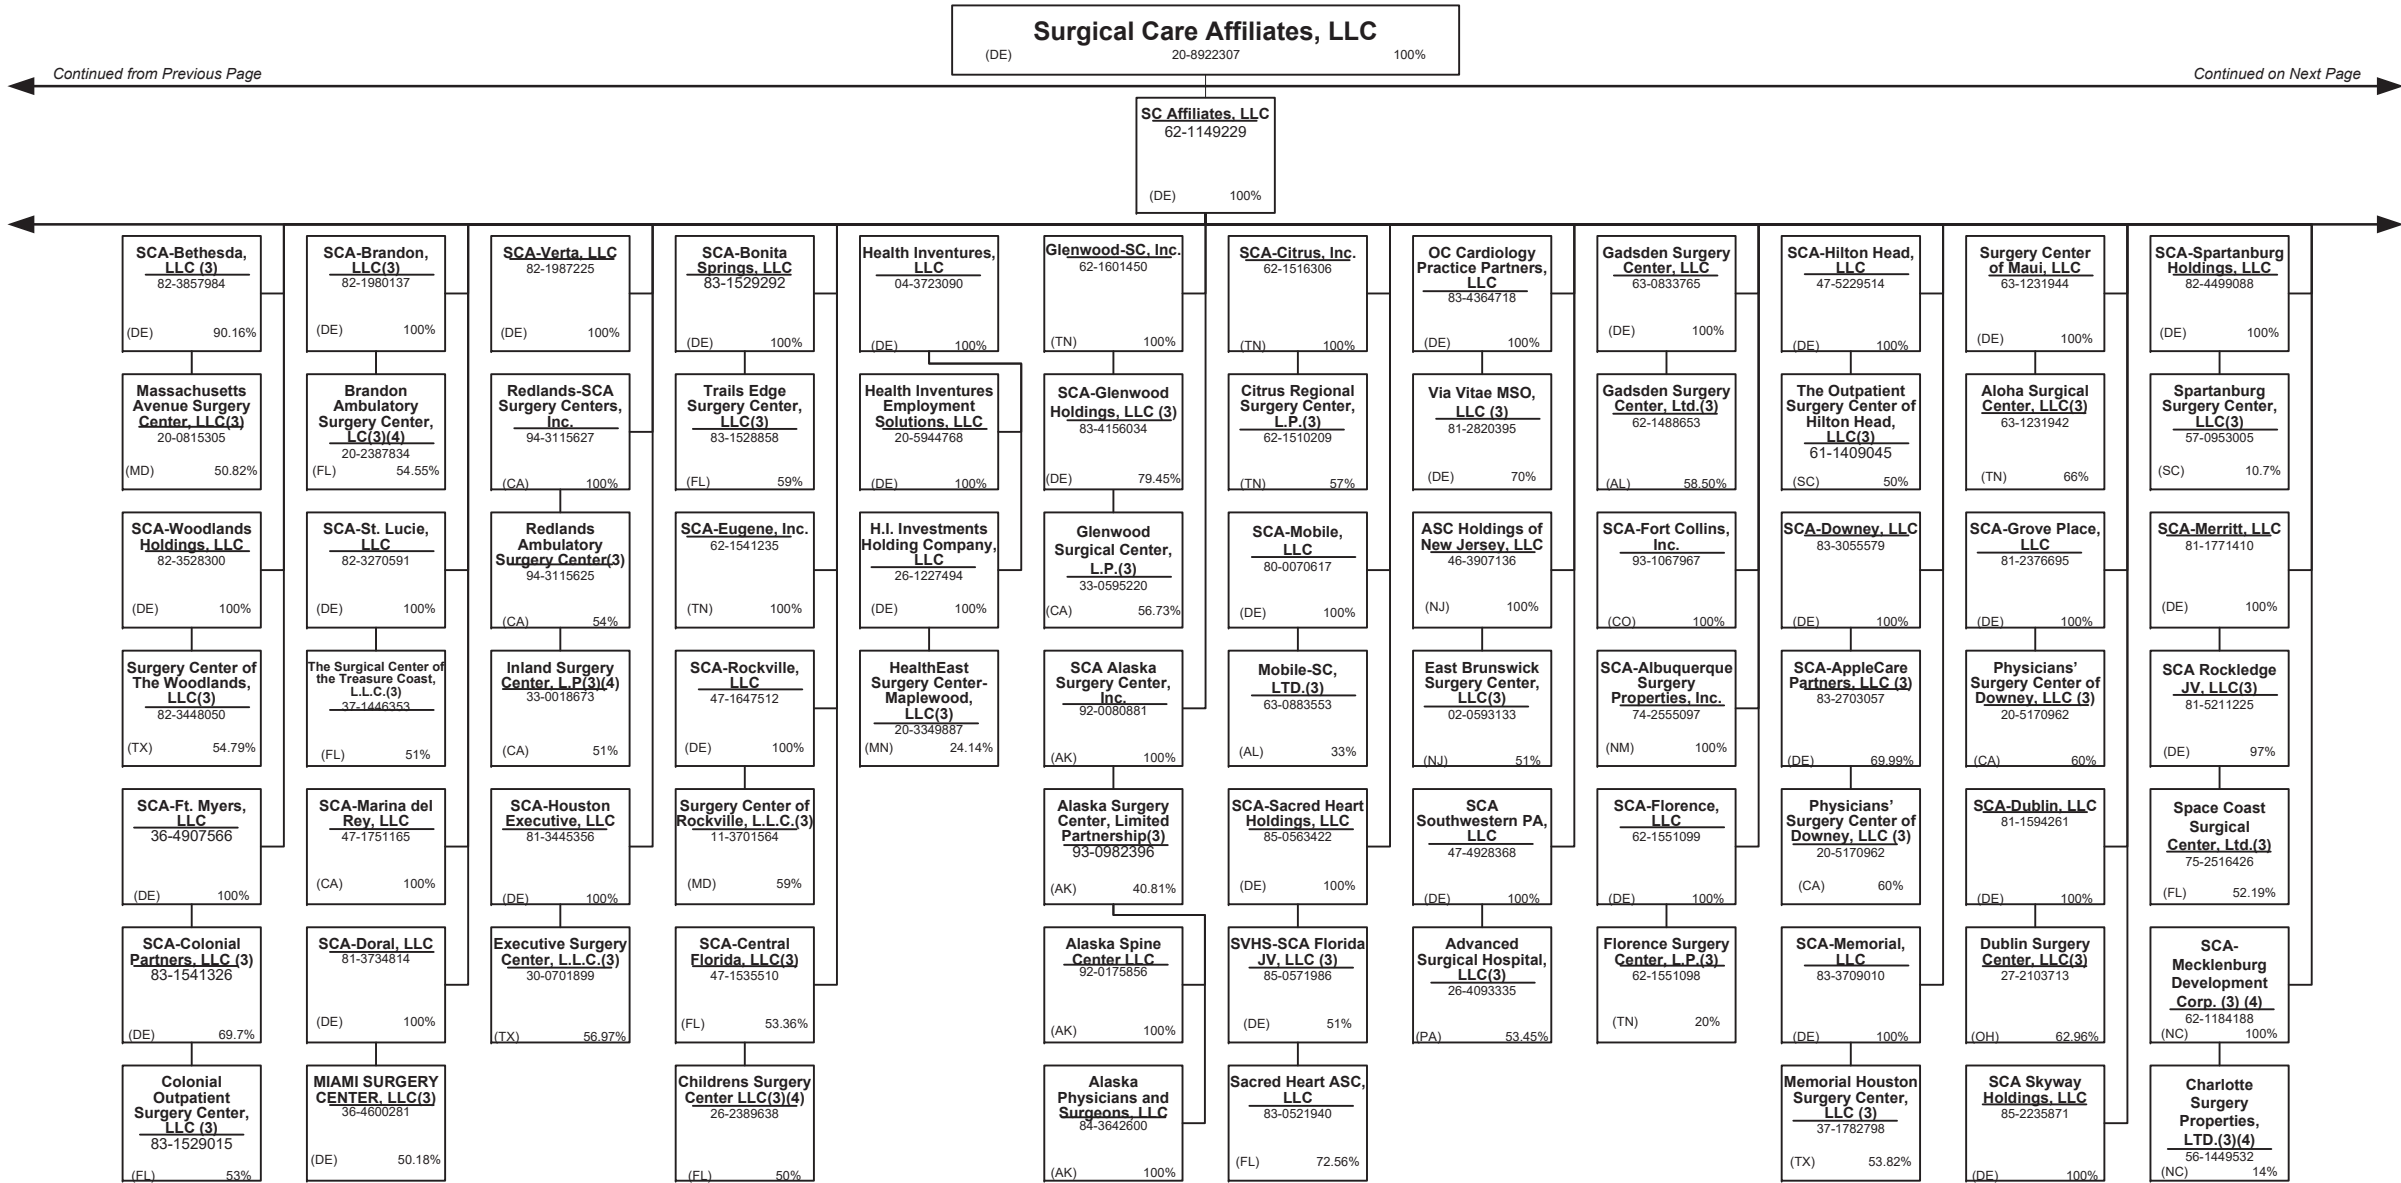 Surgical Care Affiliates, LLC
(DE) 20-8922307 100%
Continued from Previous Page
Continued on Next Page
SC Affiliates, LLC
62-1149229
(DE) 100%
SCA-Bethesda,
LLC (3)
82-3857984
(DE) 90.16%
Massachusetts
Avenue Surgery
Center, LLC(3)
20-0815305
(MD) 50.82%
SCA-Woodlands
Holdings, LLC
82-3528300
(DE) 100%
Surgery Center of
The Woodlands,
LLC(3)
82-3448050
(TX) 54.79%
SCA-Ft. Myers,
LLC
36-4907566
(DE) 100%
SCA-Colonial
Partners, LLC (3)
83-1541326
(DE) 69.7%
Colonial
Outpatient
Surgery Center,
LLC (3)
83-1529015
(FL) 53%
SCA-Brandon,
LLC(3)
82-1980137
(DE) 100%
Brandon
Ambulatory
Surgery Center,
LC(3)(4)
20-2387834
(FL) 54.55%
SCA-St. Lucie,
LLC
82-3270591
(DE) 100%
The Surgical Center of
the Treasure Coast,
L.L.C.(3)
37-1446353
(FL) 51%
SCA-Marina del
Rey, LLC
47-1751165
(CA) 100%
SCA-Doral, LLC
81-3734814
(DE) 100%
MIAMI SURGERY
CENTER, LLC(3)
36-4600281
(DE) 50.18%
SCA-Verta, LLC
82-1987225
(DE) 100%
Redlands-SCA
Surgery Centers,
Inc.
94-3115627
(CA) 100%
Redlands
Ambulatory
Surgery Center(3)
94-3115625
(CA) 54%
Inland Surgery
Center, L.P(3)(4)
33-0018673
(CA) 51%
SCA-Houston
Executive, LLC
81-3445356
(DE) 100%
Executive Surgery
Center, L.L.C.(3)
30-0701899
(TX) 56.97%
SCA-Bonita
Springs, LLC
83-1529292
(DE) 100%
Trails Edge
Surgery Center,
LLC(3)
83-1528858
(FL) 59%
SCA-Eugene, Inc.
62-1541235
(TN) 100%
SCA-Rockville,
LLC
47-1647512
(DE) 100%
Surgery Center of
Rockville, L.L.C.(3)
11-3701564
(MD) 59%
SCA-Central
Florida, LLC(3)
47-1535510
(FL) 53.36%
Childrens Surgery
Center LLC(3)(4)
26-2389638
(FL) 50%
Health Inventures,
LLC
04-3723090
(DE) 100%
Health Inventures
Employment
Solutions, LLC
20-5944768
(DE) 100%
H.I. Investments
Holding Company,
LLC
26-1227494
(DE) 100%
HealthEast
Surgery Center-
Maplewood,
LLC(3)
20-3349887
(MN) 24.14%
Glenwood-SC, Inc.
62-1601450
(TN) 100%
SCA-Glenwood
Holdings, LLC (3)
83-4156034
(DE) 79.45%
Glenwood
Surgical Center,
L.P.(3)
33-0595220
(CA) 56.73%
SCA Alaska
Surgery Center,
Inc.
92-0080881
(AK) 100%
Alaska Surgery
Center, Limited
Partnership(3)
93-0982396
(AK) 40.81%
Alaska Spine
Center LLC
92-0175856
(AK) 100%
Alaska
Physicians and
Surgeons, LLC
84-3642600
(AK) 100%
SCA-Citrus, Inc.
62-1516306
(TN) 100%
Citrus Regional
Surgery Center,
L.P.(3)
62-1510209
(TN) 57%
SCA-Mobile,
LLC
80-0070617
(DE) 100%
Mobile-SC,
LTD.(3)
63-0883553
(AL) 33%
SCA-Sacred Heart
Holdings, LLC
85-0563422
(DE) 100%
SVHS-SCA Florida
JV, LLC (3)
85-0571986
(DE) 51%
Sacred Heart ASC,
LLC
83-0521940
(FL) 72.56%
OC Cardiology
Practice Partners,
LLC
83-4364718
(DE) 100%
Via Vitae MSO,
LLC (3)
81-2820395
(DE) 70%
ASC Holdings of
New Jersey, LLC
46-3907136
(NJ) 100%
East Brunswick
Surgery Center,
LLC(3)
02-0593133
(NJ) 51%
SCA
Southwestern PA,
LLC
47-4928368
(DE) 100%
Advanced
Surgical Hospital,
LLC(3)
26-4093335
(PA) 53.45%
Gadsden Surgery
Center, LLC
63-0833765
(DE) 100%
Gadsden Surgery
Center, Ltd.(3)
62-1488653
(AL) 58.50%
SCA-Fort Collins,
Inc.
93-1067967
(CO) 100%
SCA-Albuquerque
Surgery
Properties, Inc.
74-2555097
(NM) 100%
SCA-Florence,
LLC
62-1551099
(DE) 100%
Florence Surgery
Center, L.P.(3)
62-1551098
(TN) 20%
SCA-Hilton Head,
LLC
47-5229514
(DE) 100%
The Outpatient
Surgery Center of
Hilton Head,
LLC(3)
61-1409045
(SC) 50%
SCA-Downey, LLC
83-3055579
(DE) 100%
SCA-AppleCare
Partners, LLC (3)
83-2703057
(DE) 69.99%
Physicians'
Surgery Center of
Downey, LLC (3)
20-5170962
(CA) 60%
SCA-Memorial,
LLC
83-3709010
(DE) 100%
Memorial Houston
Surgery Center,
LLC (3)
37-1782798
(TX) 53.82%
Surgery Center
of Maui, LLC
63-1231944
(DE) 100%
Aloha Surgical
Center, LLC(3)
63-1231942
(TN) 66%
SCA-Grove Place,
LLC
81-2376695
(DE) 100%
Physicians'
Surgery Center of
Downey, LLC (3)
20-5170962
(CA) 60%
SCA-Dublin, LLC
81-1594261
(DE) 100%
Dublin Surgery
Center, LLC(3)
27-2103713
(OH) 62.96%
SCA Skyway
Holdings, LLC
85-2235871
(DE) 100%
SCA-Spartanburg
Holdings, LLC
82-4499088
(DE) 100%
Spartanburg
Surgery Center,
LLC(3)
57-0953005
(SC) 10.7%
SCA-Merritt, LLC
81-1771410
(DE) 100%
SCA Rockledge
JV, LLC(3)
81-5211225
(DE) 97%
Space Coast
Surgical
Center, Ltd.(3)
75-2516426
(FL) 52.19%
SCA-
Mecklenburg
Development
Corp. (3) (4)
62-1184188
(NC) 100%
Charlotte
Surgery
Properties,
LTD.(3)(4)
56-1449532
(NC) 14%